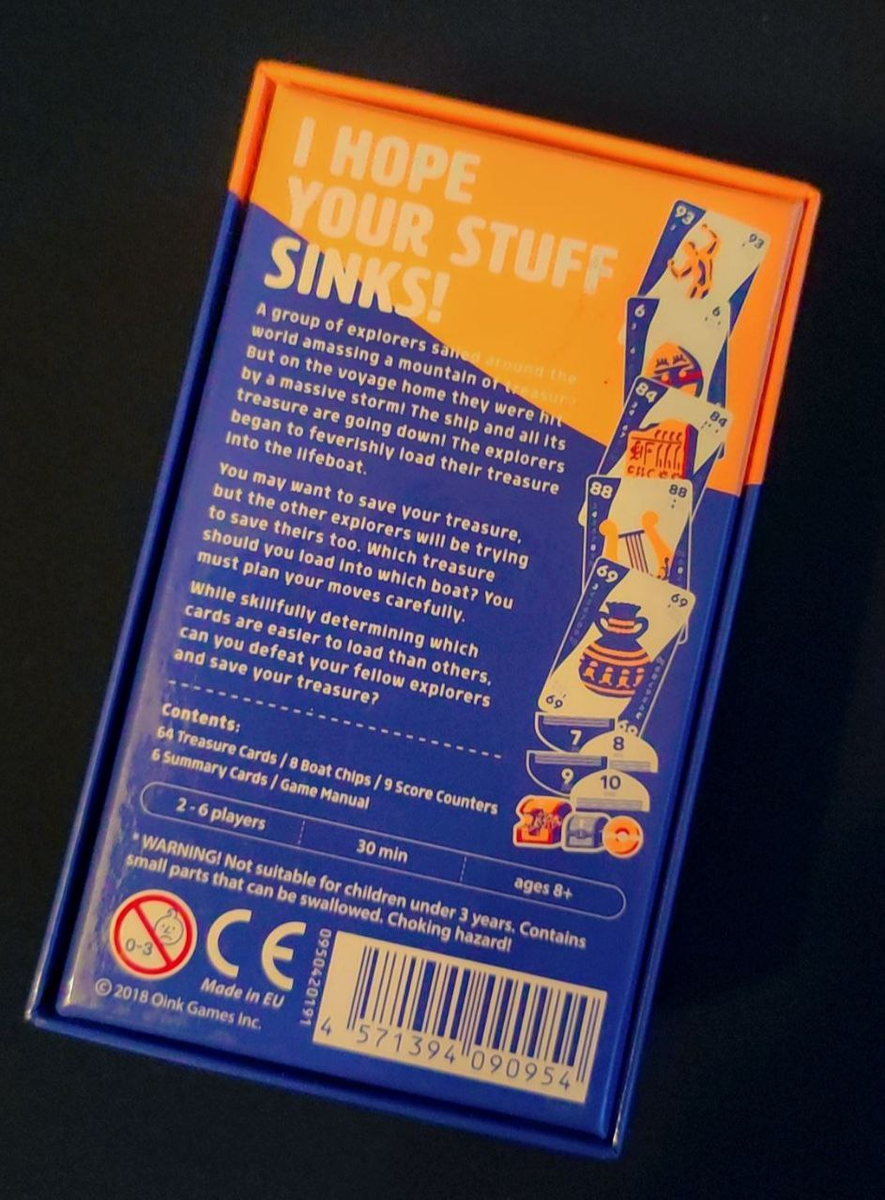 I HOPE
YOUR STUFF
SINKS!
A group of explorers sailed around the
world amassing a mountain of treasure
But on the voyage home they were hit
by a massive storm! The ship and all its
treasure are going down! The explorers
began to feverishly load their treasure
into the lifeboat.
You may want to save your treasure,
but the other explorers will be trying
to save theirs too. Which treasure
should you load into which boat? You
must plan your moves carefully.
While skillfully determining which
cards are easier to load than others,
can you defeat your fellow explorers
and save your treasure?
Contents:
64 Treasure Cards / 8 Boat Chips / 9 Score Counters
6 Summary Cards / Game Manual
2 - 6 players 30 min ages 8+
*WARNING! Not suitable for children under 3 years. Contains
small parts that can be swallowed. Choking hazard!
0-3
CE
Made in EU
© 2018 Oink Games Inc.
0950420191
4 571394 090954
93 93
6 6
84 84
88 88
69 69
69 69
7 8
9 10